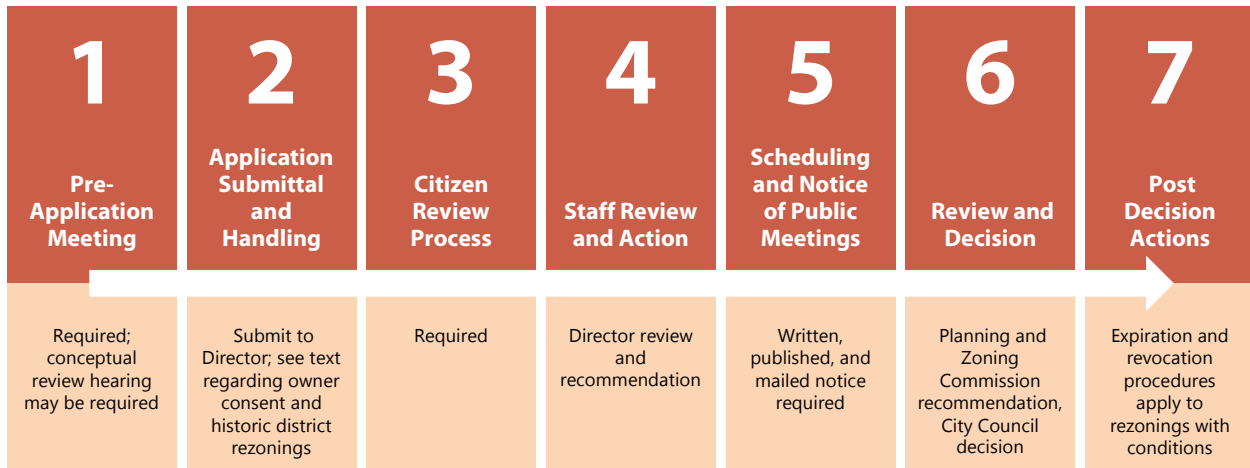 1
Pre-
Application
Meeting
Required;
conceptual
review hearing
may be required
2
Application
Submittal
and
Handling
Submit to
Director; see text
regarding owner
consent and
historic district
rezonings
3
Citizen
Review
Process
Required
4
Staff Review
and Action
Director review
and
recommendation
5
Scheduling
and Notice
of Public
Meetings
Written,
published, and
mailed notice
required
6
Review and
Decision
Planning and
Zoning
Commission
recommendation,
City Council
decision
7
Post
Decision
Actions
Expiration and
revocation
procedures
apply to
rezonings with
conditions